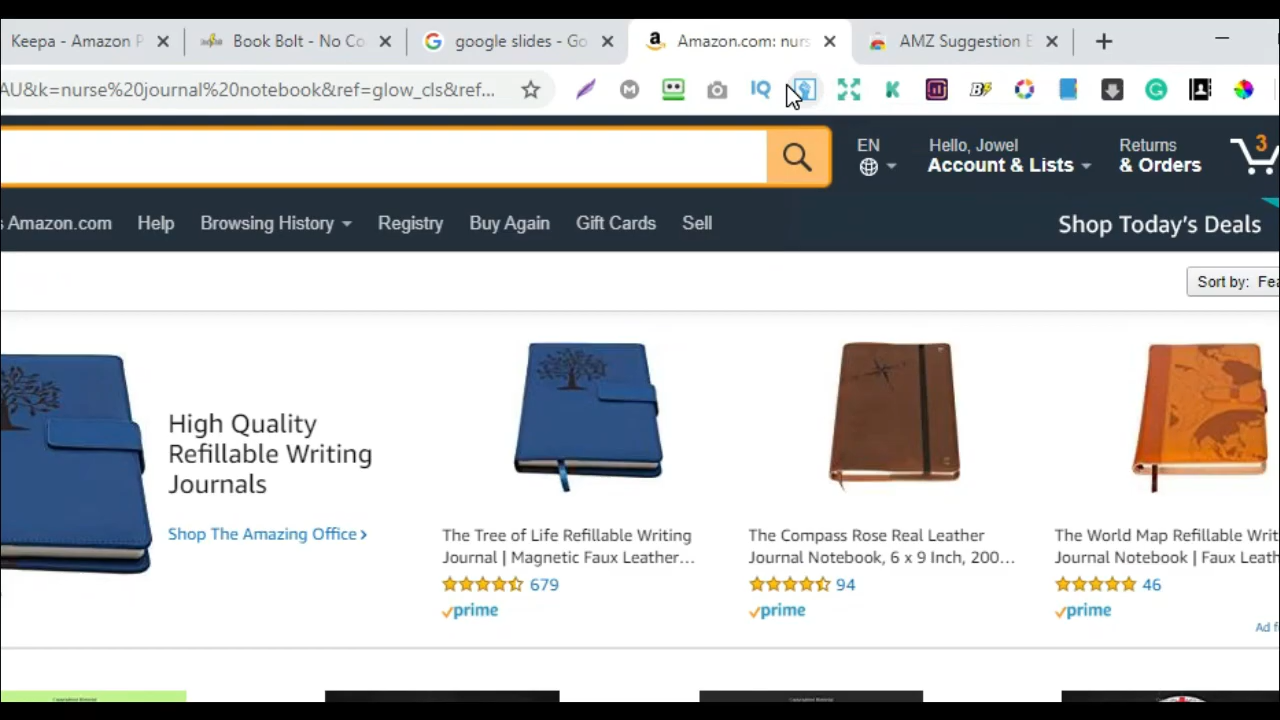 Keepa - Amazon P
Book Bolt - No Co
google slides - Go
Amazon.com: nurs
AMZ Suggestion E
AU&k=nurse%20journal%20notebook&ref=glow_cls&ref...
M
IQ
EN
Hello, Jowel
Account & Lists
Returns
& Orders
3
s Amazon.com
Help
Browsing History
Registry
Buy Again
Gift Cards
Sell
Shop Today's Deals
Sort by: Fea
High Quality
Refillable Writing
Journals
Shop The Amazing Office
The Tree of Life Refillable Writing
Journal | Magnetic Faux Leather...
679
prime
The Compass Rose Real Leather
Journal Notebook, 6 x 9 Inch, 200...
94
prime
The World Map Refillable Writ
Journal Notebook | Faux Leath
46
prime
Ad f